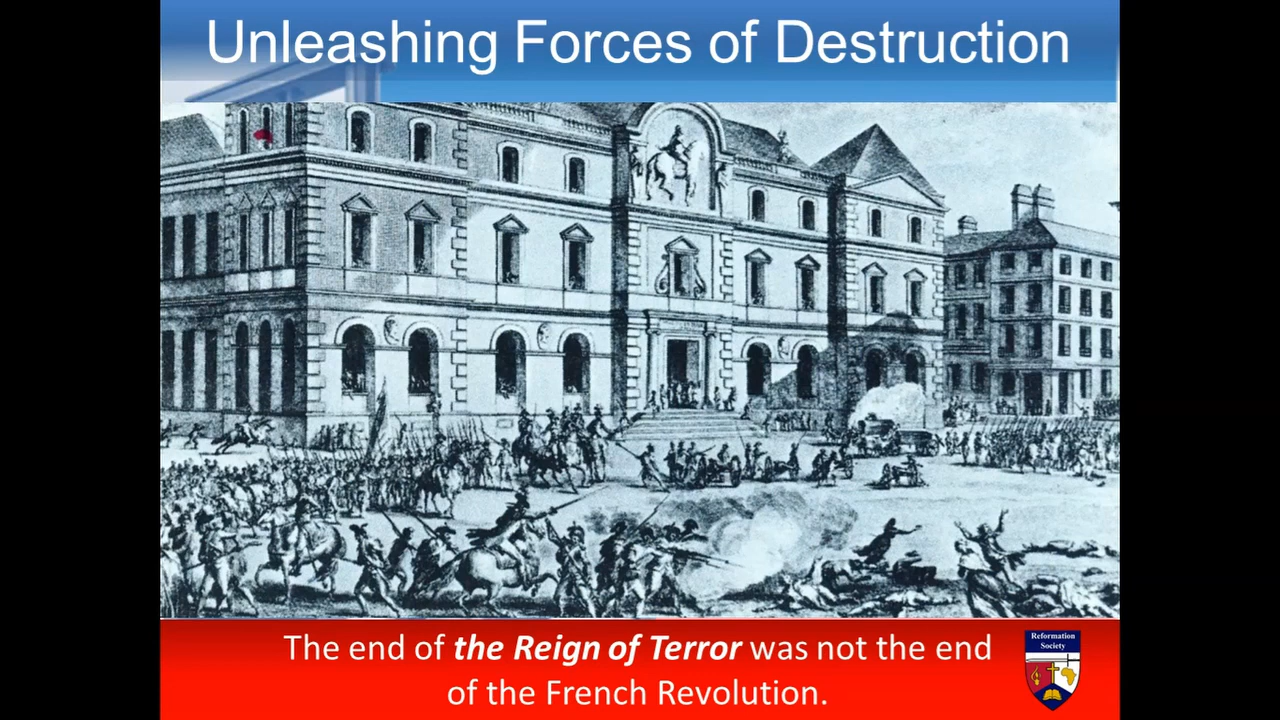 Unleashing Forces of Destruction
The end of the Reign of Terror was not the end
of the French Revolution.
Reformation
Society